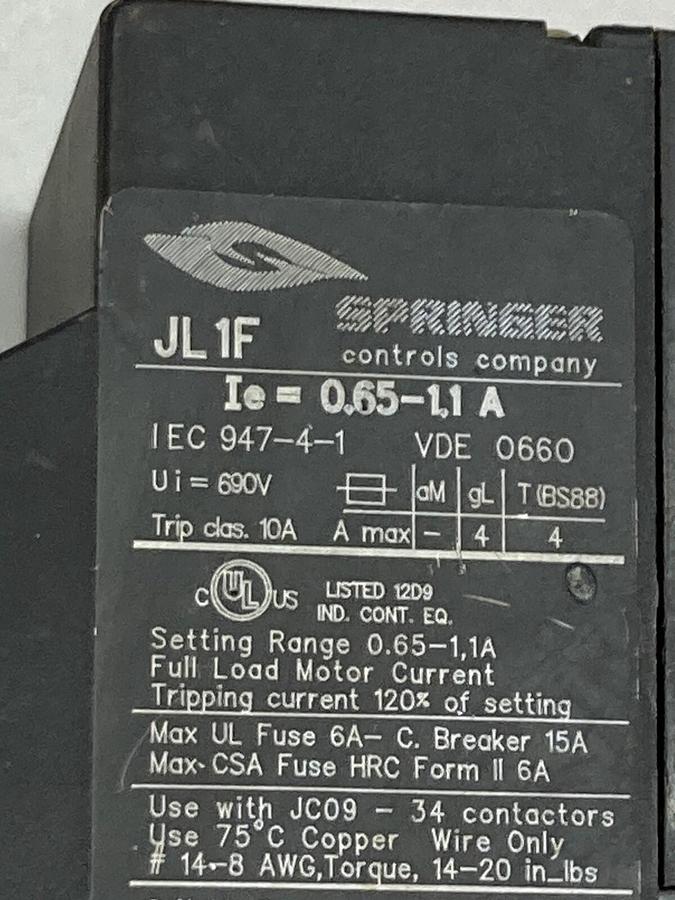 SPRINGER
JL1F controls company
Ie = 0.65-1,1 A
IEC 947-4-1 VDE 0660
Ui = 690V aM gL T (BS88)
Trip clas. 10A A max - 4 4
C UL US LISTED 12D9
IND. CONT. EQ.
Setting Range 0.65-1,1A
Full Load Motor Current
Tripping current 120% of setting
Max UL Fuse 6A- C. Breaker 15A
Max-CSA Fuse HRC Form II 6A
Use with JC09 - 34 contactors
Use 75°C Copper Wire Only
# 14-8 AWG,Torque, 14-20 in_lbs